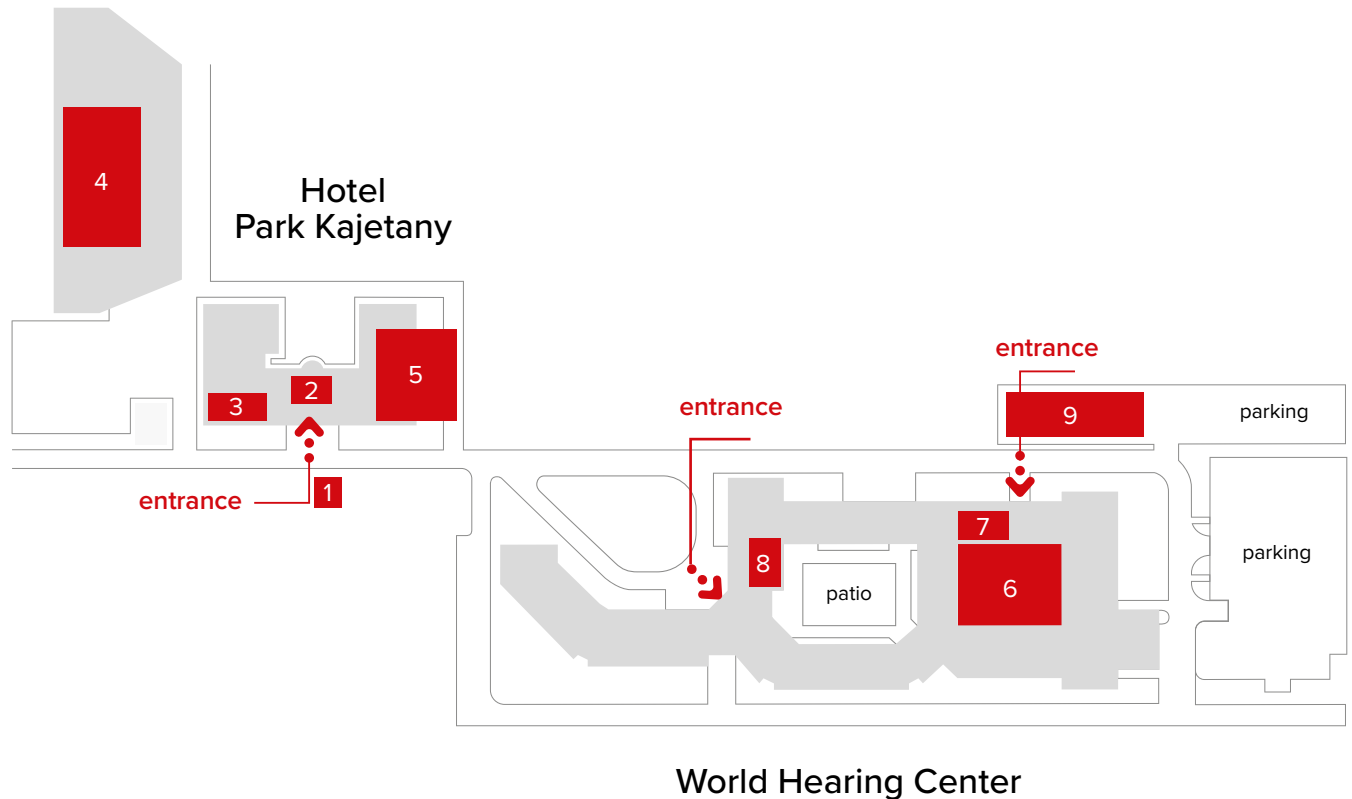 4
Hotel
Park Kajetany
entrance
5
2
3
entrance
9
parking
entrance
1
7
parking
8
6
patio
World Hearing Center